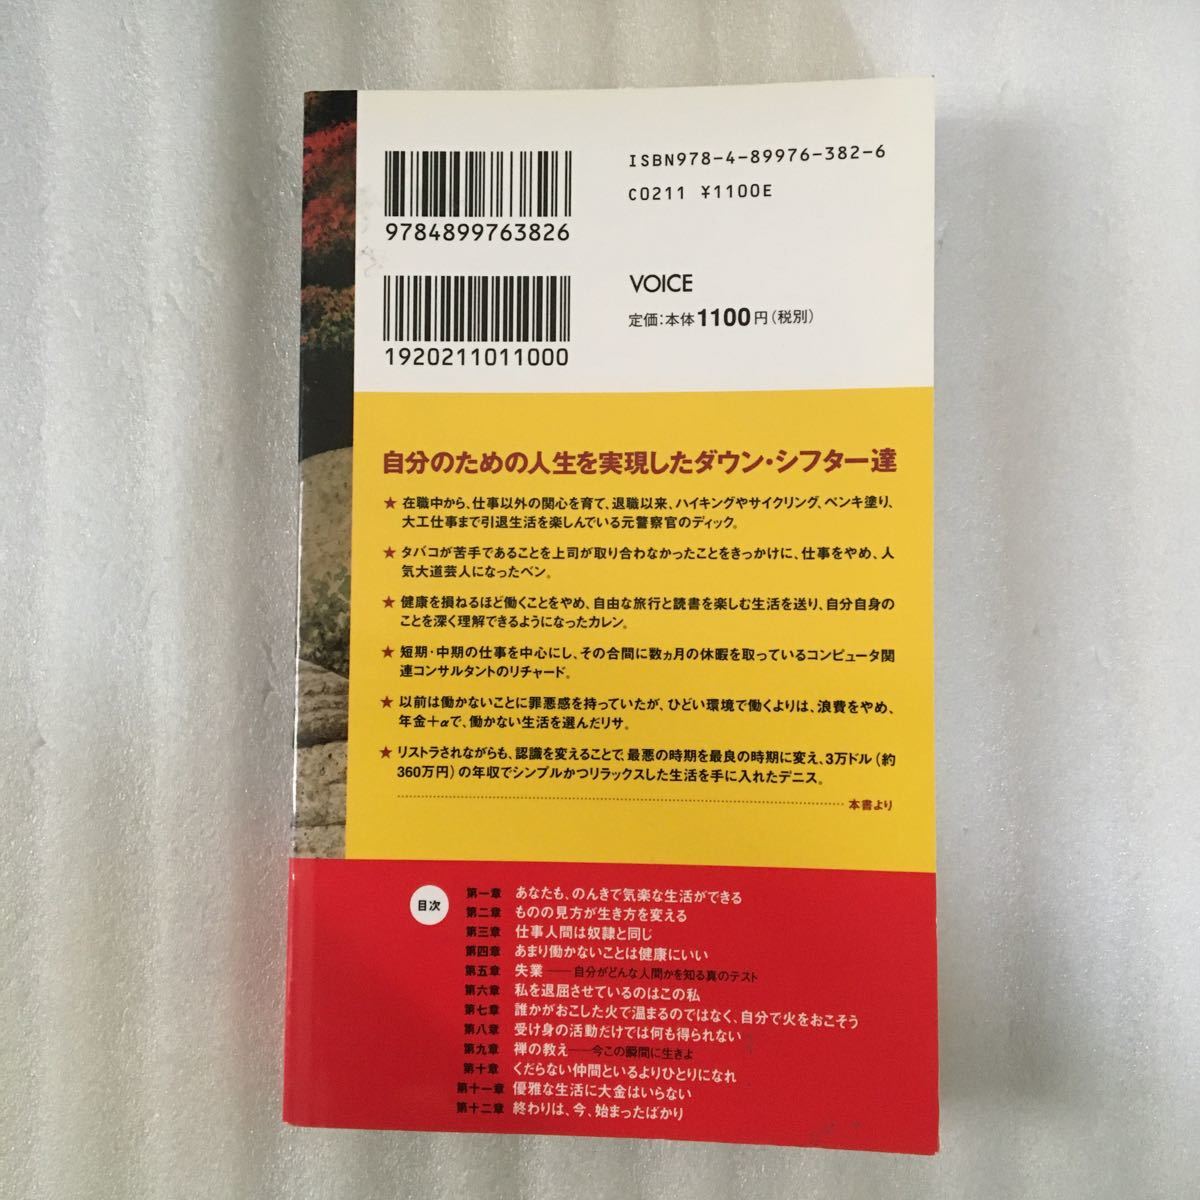 ISBN978-4-89976-382-6
C0211 ¥1100E
9784899763826
VOICE
定価:本体1100円(税別)
1920211011000
自分のための人生を実現したダウン・シフター達
★ 在職中から、仕事以外の関心を育て、退職以来、ハイキングやサイクリング、ペンキ塗り、
大工仕事まで引退生活を楽しんでいる元警察官のディック。
★ タバコが苦手であることを上司が取り合わなかったことをきっかけに、仕事をやめ、人
気大道芸人になったベン。
★ 健康を損ねるほど働くことをやめ、自由な旅行と読書を楽しむ生活を送り、自分自身の
ことを深く理解できるようになったカレン。
★ 短期・中期の仕事を中心にし、その合間に数ヵ月の休暇を取っているコンピュータ関
連コンサルタントのリチャード。
★ 以前は働かないことに罪悪感を持っていたが、ひどい環境で働くよりは、浪費をやめ、
年金+αで、働かない生活を選んだリサ。
★ リストラされながらも、認識を変えることで、最悪の時期を最良の時期に変え、3万ドル(約
360万円)の年収でシンプルかつリラックスした生活を手に入れたデニス。
本書より
目次
第一章 あなたも、のんきで気楽な生活ができる
第二章 ものの見方が生き方を変える
第三章 仕事人間は奴隷と同じ
第四章 あまり働かないことは健康にいい
第五章 失業——自分がどんな人間かを知る真のテスト
第六章 私を退屈させているのはこの私
第七章 誰かがおこした火で温まるのではなく、自分で火をおこそう
第八章 受け身の活動だけでは何も得られない
第九章 禅の教え——今この瞬間に生きよ
第十章 くだらない仲間といるよりひとりになれ
第十一章 優雅な生活に大金はいらない
第十二章 終わりは、今、始まったばかり